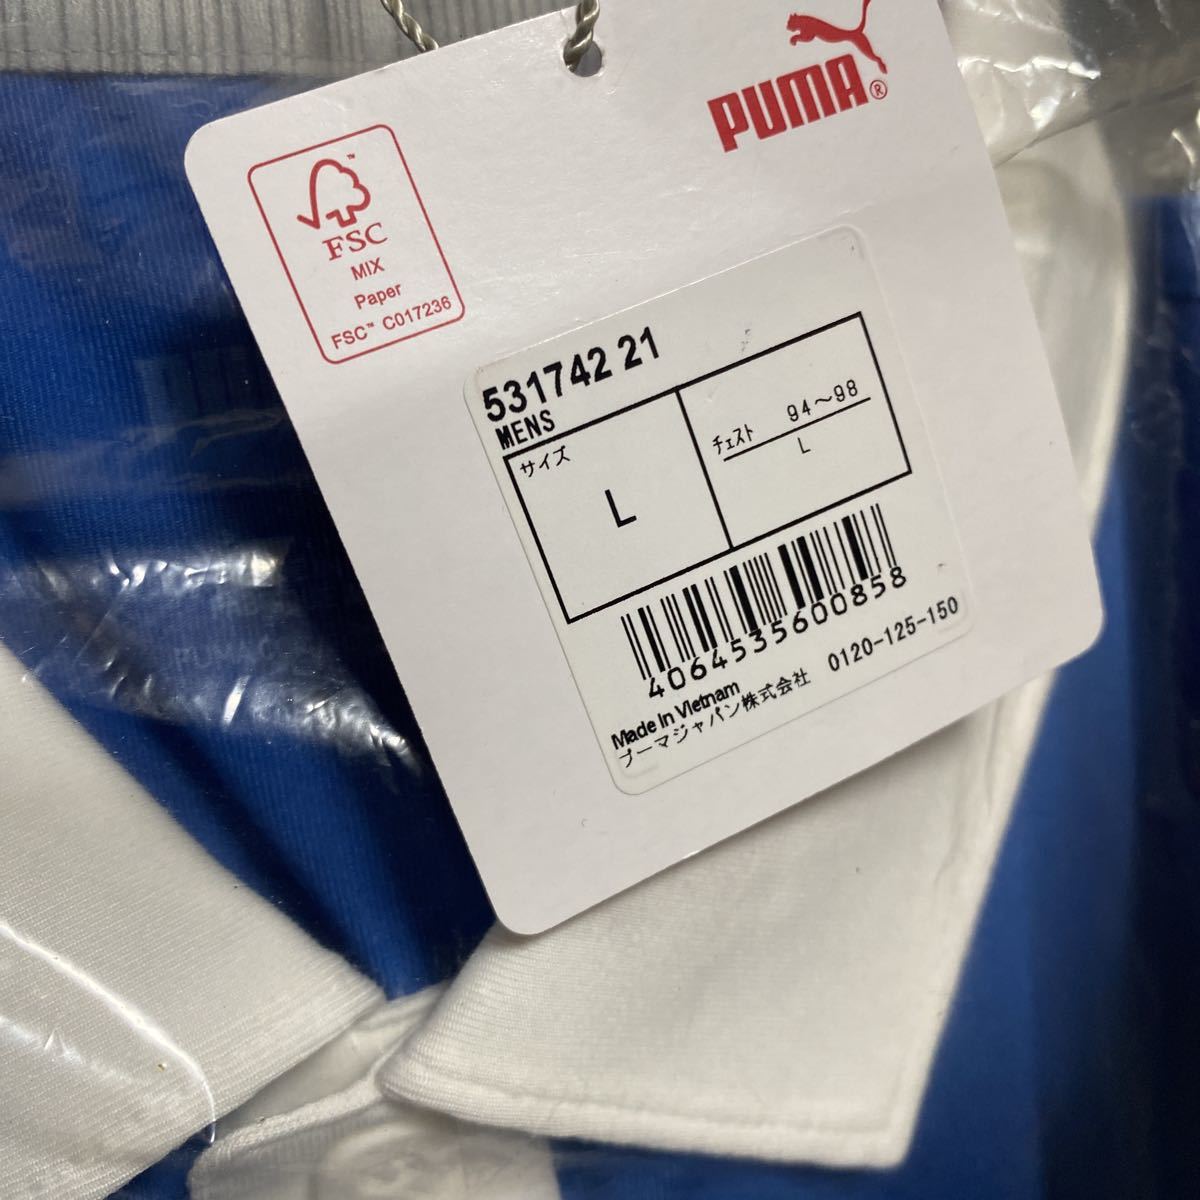 PUMA®
FSC™
MIX
Paper
FSC™ C017236
531742 21
MENS
サイズ
L
チェスト 94～98
L
4064535600858
Made in Vietnam
プーマジャパン株式会社 0120-125-150